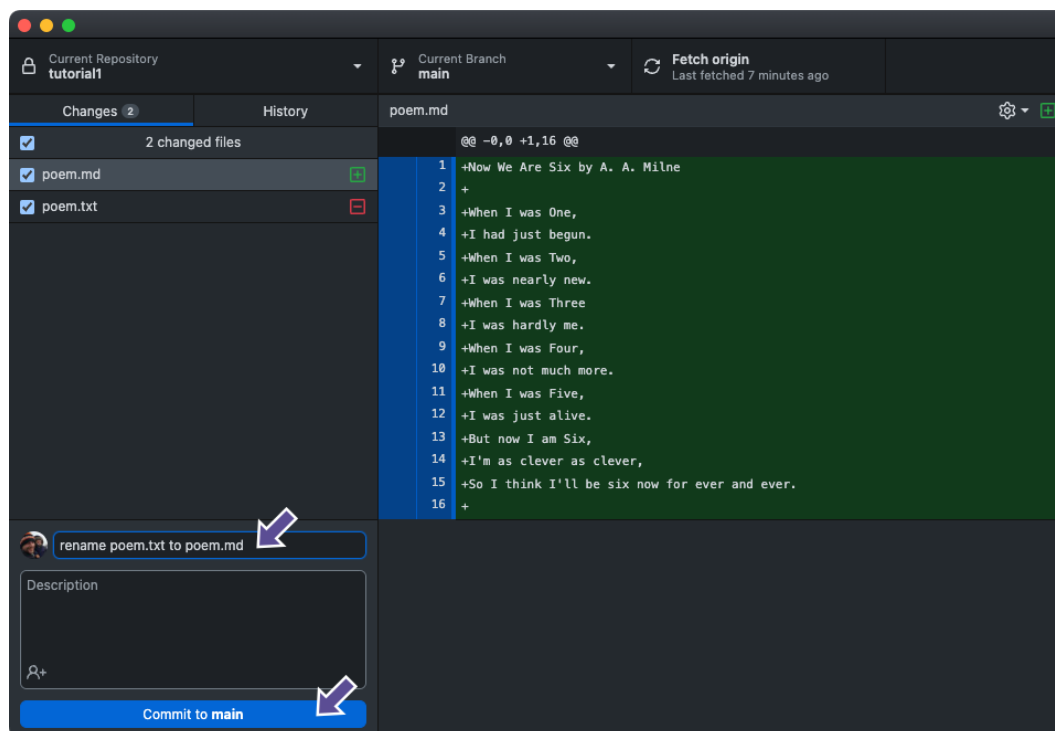 Current Repository
tutorial1
Current Branch
main
Fetch origin
Last fetched 7 minutes ago
Changes 2
History
poem.md
2 changed files
poem.md
poem.txt
@@ -0,0 +1,16 @@
1 +Now We Are Six by A. A. Milne
2 +
3 +When I was One,
4 +I had just begun.
5 +When I was Two,
6 +I was nearly new.
7 +When I was Three
8 +I was hardly me.
9 +When I was Four,
10 +I was not much more.
11 +When I was Five,
12 +I was just alive.
13 +But now I am Six,
14 +I'm as clever as clever,
15 +So I think I'll be six now for ever and ever.
16 +
rename poem.txt to poem.md
Description
Commit to main